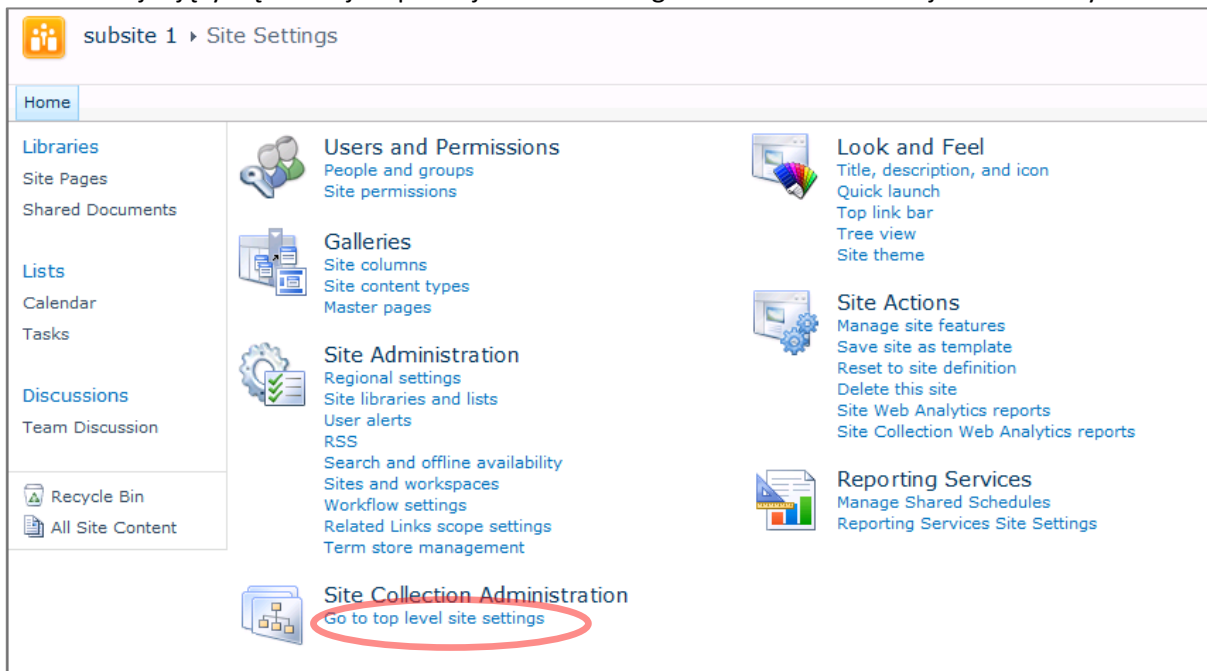 subsite 1 ▸ Site Settings
Home
Libraries
Site Pages
Shared Documents
Lists
Calendar
Tasks
Discussions
Team Discussion
Recycle Bin
All Site Content
Users and Permissions
People and groups
Site permissions
Galleries
Site columns
Site content types
Master pages
Site Administration
Regional settings
Site libraries and lists
User alerts
RSS
Search and offline availability
Sites and workspaces
Workflow settings
Related Links scope settings
Term store management
Site Collection Administration
Go to top level site settings
Look and Feel
Title, description, and icon
Quick launch
Top link bar
Tree view
Site theme
Site Actions
Manage site features
Save site as template
Reset to site definition
Delete this site
Site Web Analytics reports
Site Collection Web Analytics reports
Reporting Services
Manage Shared Schedules
Reporting Services Site Settings